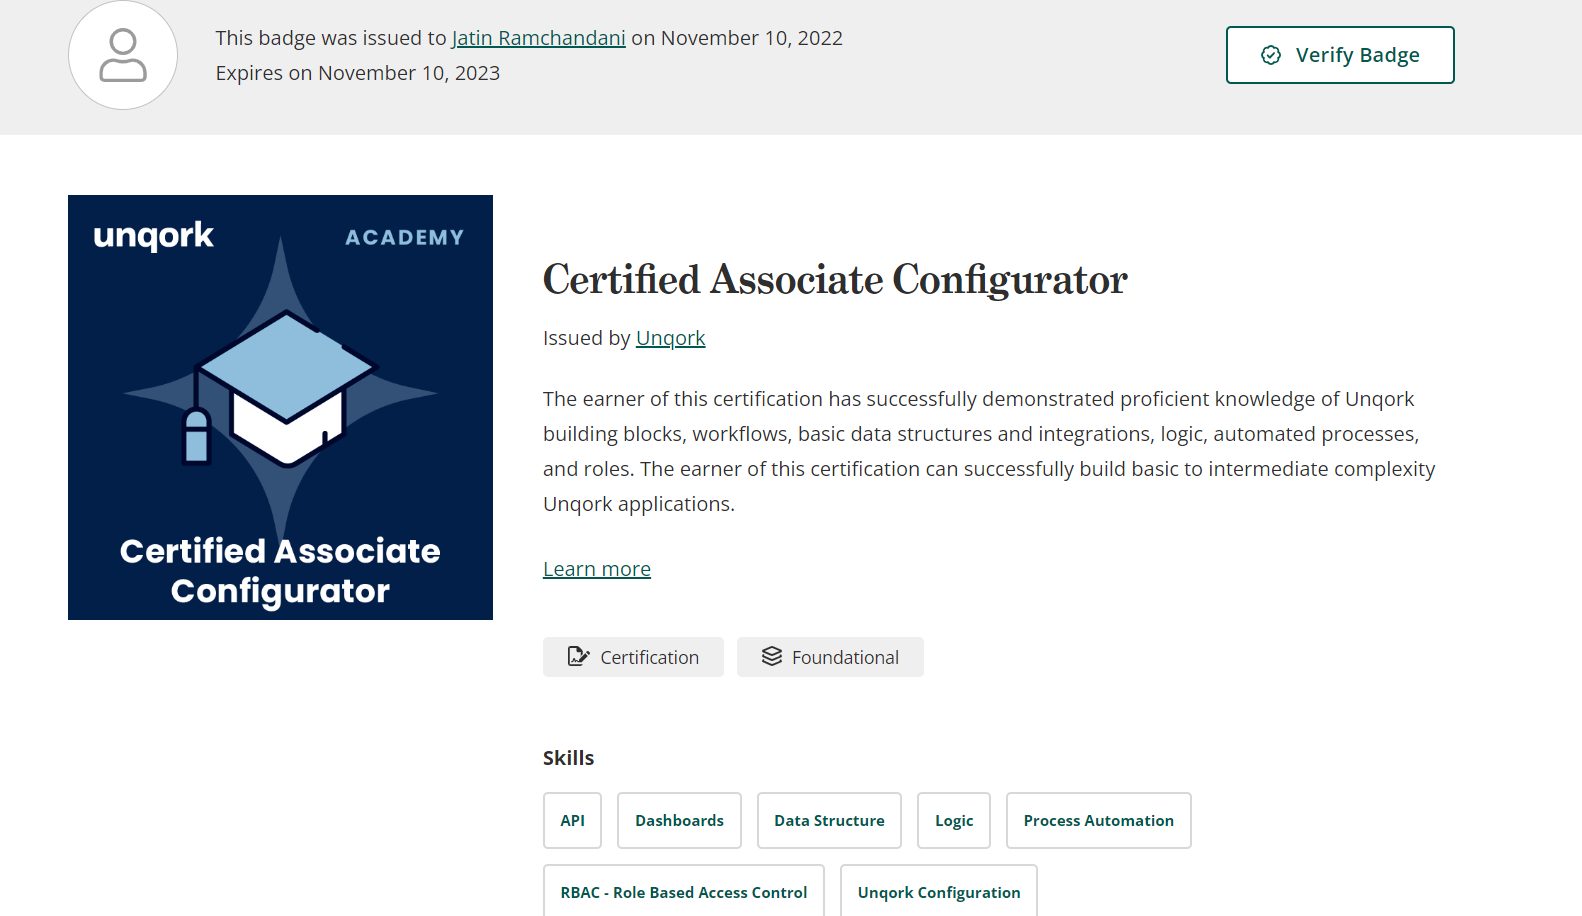 This badge was issued to Jatin Ramchandani on November 10, 2022
Expires on November 10, 2023
Verify Badge
unqork
ACADEMY
Certified Associate
Configurator
Certified Associate Configurator
Issued by Unqork
The earner of this certification has successfully demonstrated proficient knowledge of Unqork
building blocks, workflows, basic data structures and integrations, logic, automated processes,
and roles. The earner of this certification can successfully build basic to intermediate complexity
Unqork applications.
Learn more
Certification
Foundational
Skills
API
Dashboards
Data Structure
Logic
Process Automation
RBAC - Role Based Access Control
Unqork Configuration